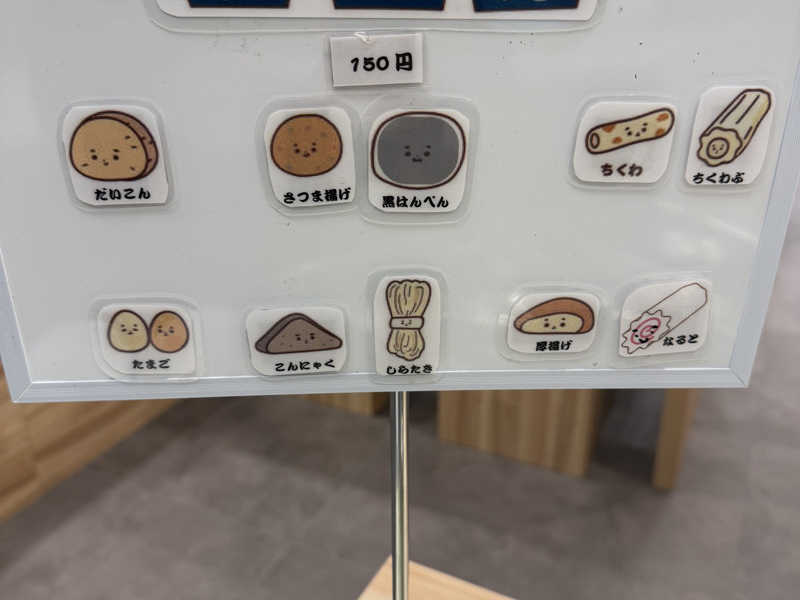 150円
だいこん
さつま揚げ
黒はんぺん
ちくわ
ちくわぶ
たまご
こんにゃく
しらたき
厚揚げ
なると